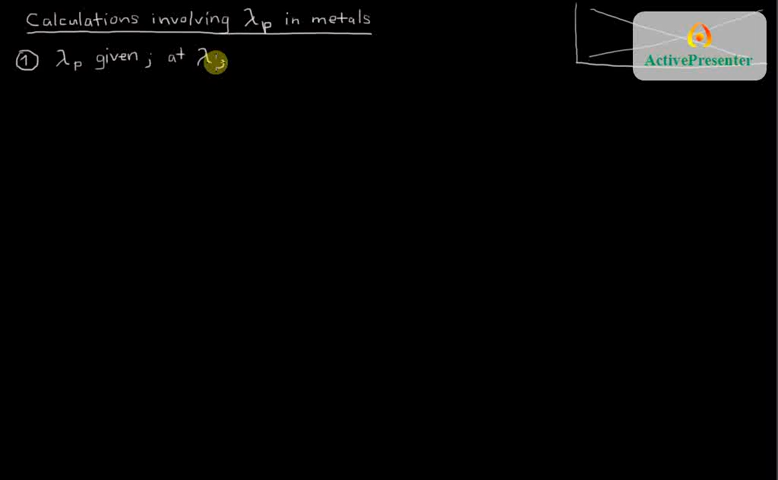 Calculations involving λp in metals
① λp given; at λ;
ActivePresenter